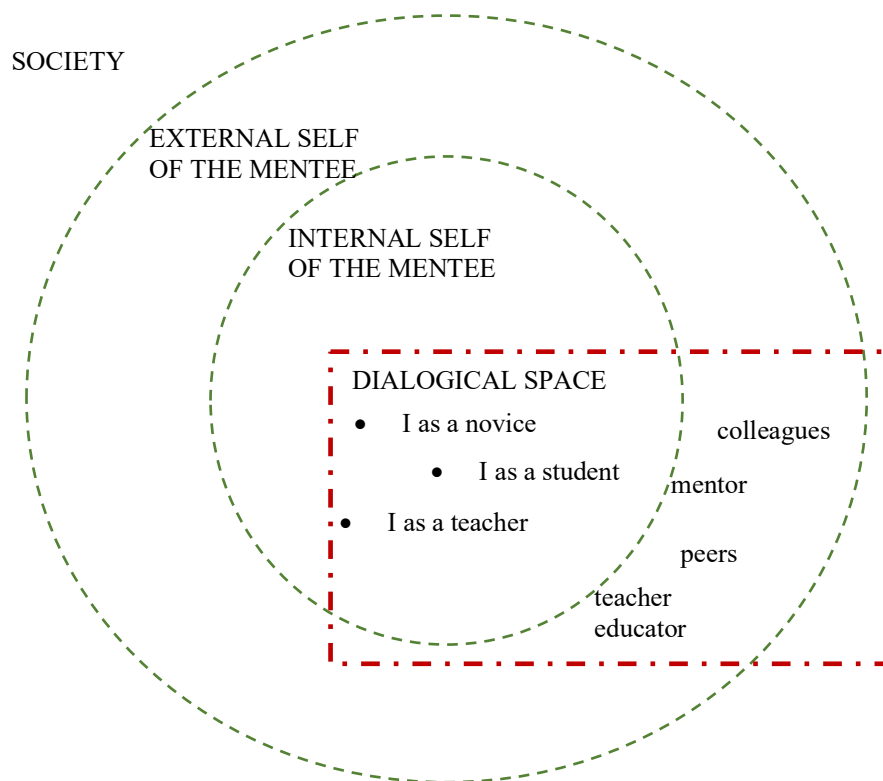 SOCIETY
EXTERNAL SELF
OF THE MENTEE
INTERNAL SELF
OF THE MENTEE
DIALOGICAL SPACE
• I as a novice
colleagues
• I as a student
mentor
• I as a teacher
peers
teacher
educator